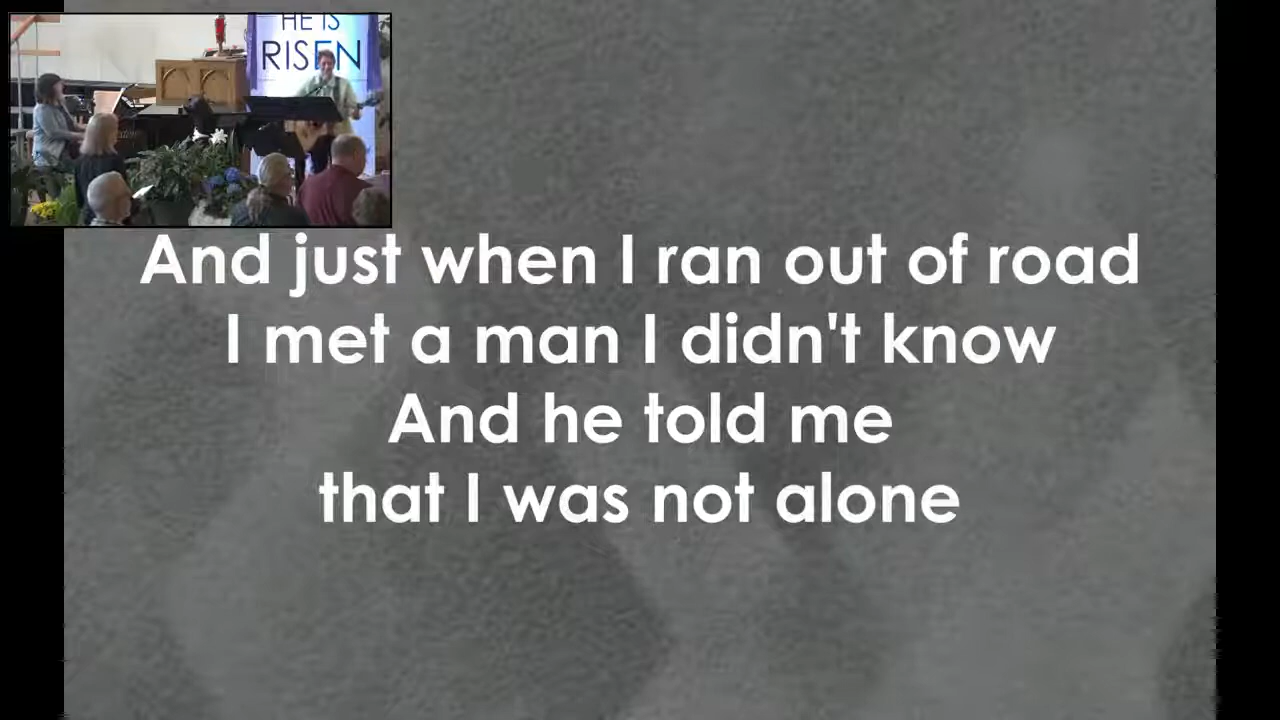 HE IS
RISEN
And just when I ran out of road
I met a man I didn't know
And he told me
that I was not alone